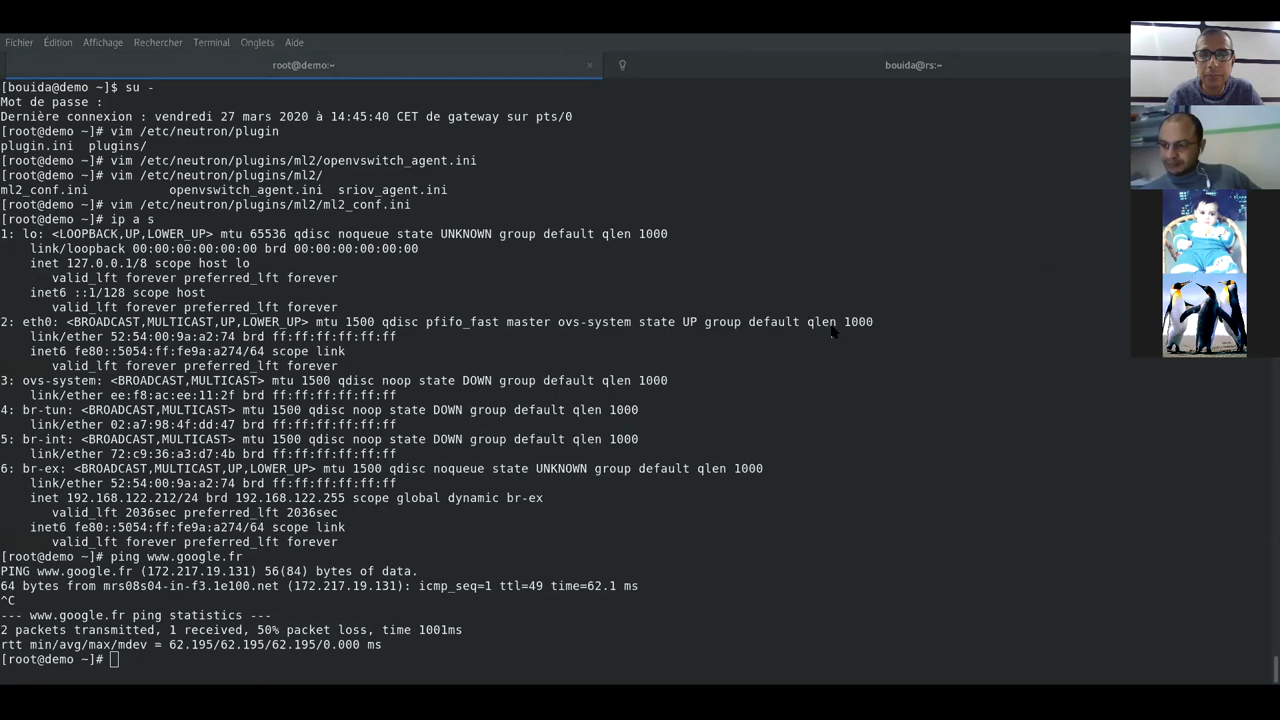 Fichier Édition Affichage Rechercher Terminal Onglets Aide
root@demo:~ × bouida@rs:~
[bouida@demo ~]$ su -
Mot de passe :
Dernière connexion : vendredi 27 mars 2020 à 14:45:40 CET de gateway sur pts/0
[root@demo ~]# vim /etc/neutron/plugin
plugin.ini  plugins/
[root@demo ~]# vim /etc/neutron/plugins/ml2/openvswitch_agent.ini
[root@demo ~]# vim /etc/neutron/plugins/ml2/
ml2_conf.ini           openvswitch_agent.ini  sriov_agent.ini
[root@demo ~]# vim /etc/neutron/plugins/ml2/ml2_conf.ini
[root@demo ~]# ip a s
1: lo: <LOOPBACK,UP,LOWER_UP> mtu 65536 qdisc noqueue state UNKNOWN group default qlen 1000
    link/loopback 00:00:00:00:00:00 brd 00:00:00:00:00:00
    inet 127.0.0.1/8 scope host lo
       valid_lft forever preferred_lft forever
    inet6 ::1/128 scope host
       valid_lft forever preferred_lft forever
2: eth0: <BROADCAST,MULTICAST,UP,LOWER_UP> mtu 1500 qdisc pfifo_fast master ovs-system state UP group default qlen 1000
    link/ether 52:54:00:9a:a2:74 brd ff:ff:ff:ff:ff:ff
    inet6 fe80::5054:ff:fe9a:a274/64 scope link
       valid_lft forever preferred_lft forever
3: ovs-system: <BROADCAST,MULTICAST> mtu 1500 qdisc noop state DOWN group default qlen 1000
    link/ether ee:f8:ac:ee:11:2f brd ff:ff:ff:ff:ff:ff
4: br-tun: <BROADCAST,MULTICAST> mtu 1500 qdisc noop state DOWN group default qlen 1000
    link/ether 02:a7:98:4f:dd:47 brd ff:ff:ff:ff:ff:ff
5: br-int: <BROADCAST,MULTICAST> mtu 1500 qdisc noop state DOWN group default qlen 1000
    link/ether 72:c9:36:a3:d7:4b brd ff:ff:ff:ff:ff:ff
6: br-ex: <BROADCAST,MULTICAST,UP,LOWER_UP> mtu 1500 qdisc noqueue state UNKNOWN group default qlen 1000
    link/ether 52:54:00:9a:a2:74 brd ff:ff:ff:ff:ff:ff
    inet 192.168.122.212/24 brd 192.168.122.255 scope global dynamic br-ex
       valid_lft 2036sec preferred_lft 2036sec
    inet6 fe80::5054:ff:fe9a:a274/64 scope link
       valid_lft forever preferred_lft forever
[root@demo ~]# ping www.google.fr
PING www.google.fr (172.217.19.131) 56(84) bytes of data.
64 bytes from mrs08s04-in-f3.1e100.net (172.217.19.131): icmp_seq=1 ttl=49 time=62.1 ms
^C
--- www.google.fr ping statistics ---
2 packets transmitted, 1 received, 50% packet loss, time 1001ms
rtt min/avg/max/mdev = 62.195/62.195/62.195/0.000 ms
[root@demo ~]#